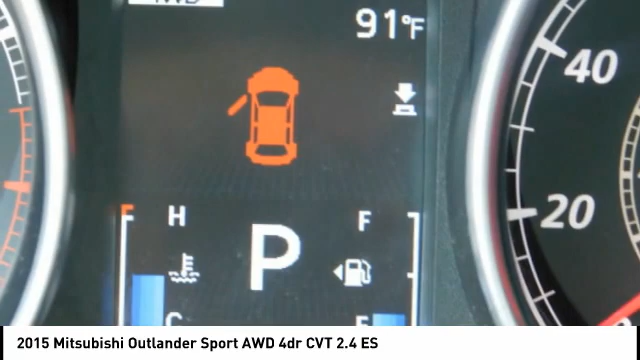 91°F
40
H
F
P
20
C
E
2015 Mitsubishi Outlander Sport AWD 4dr CVT 2.4 ES